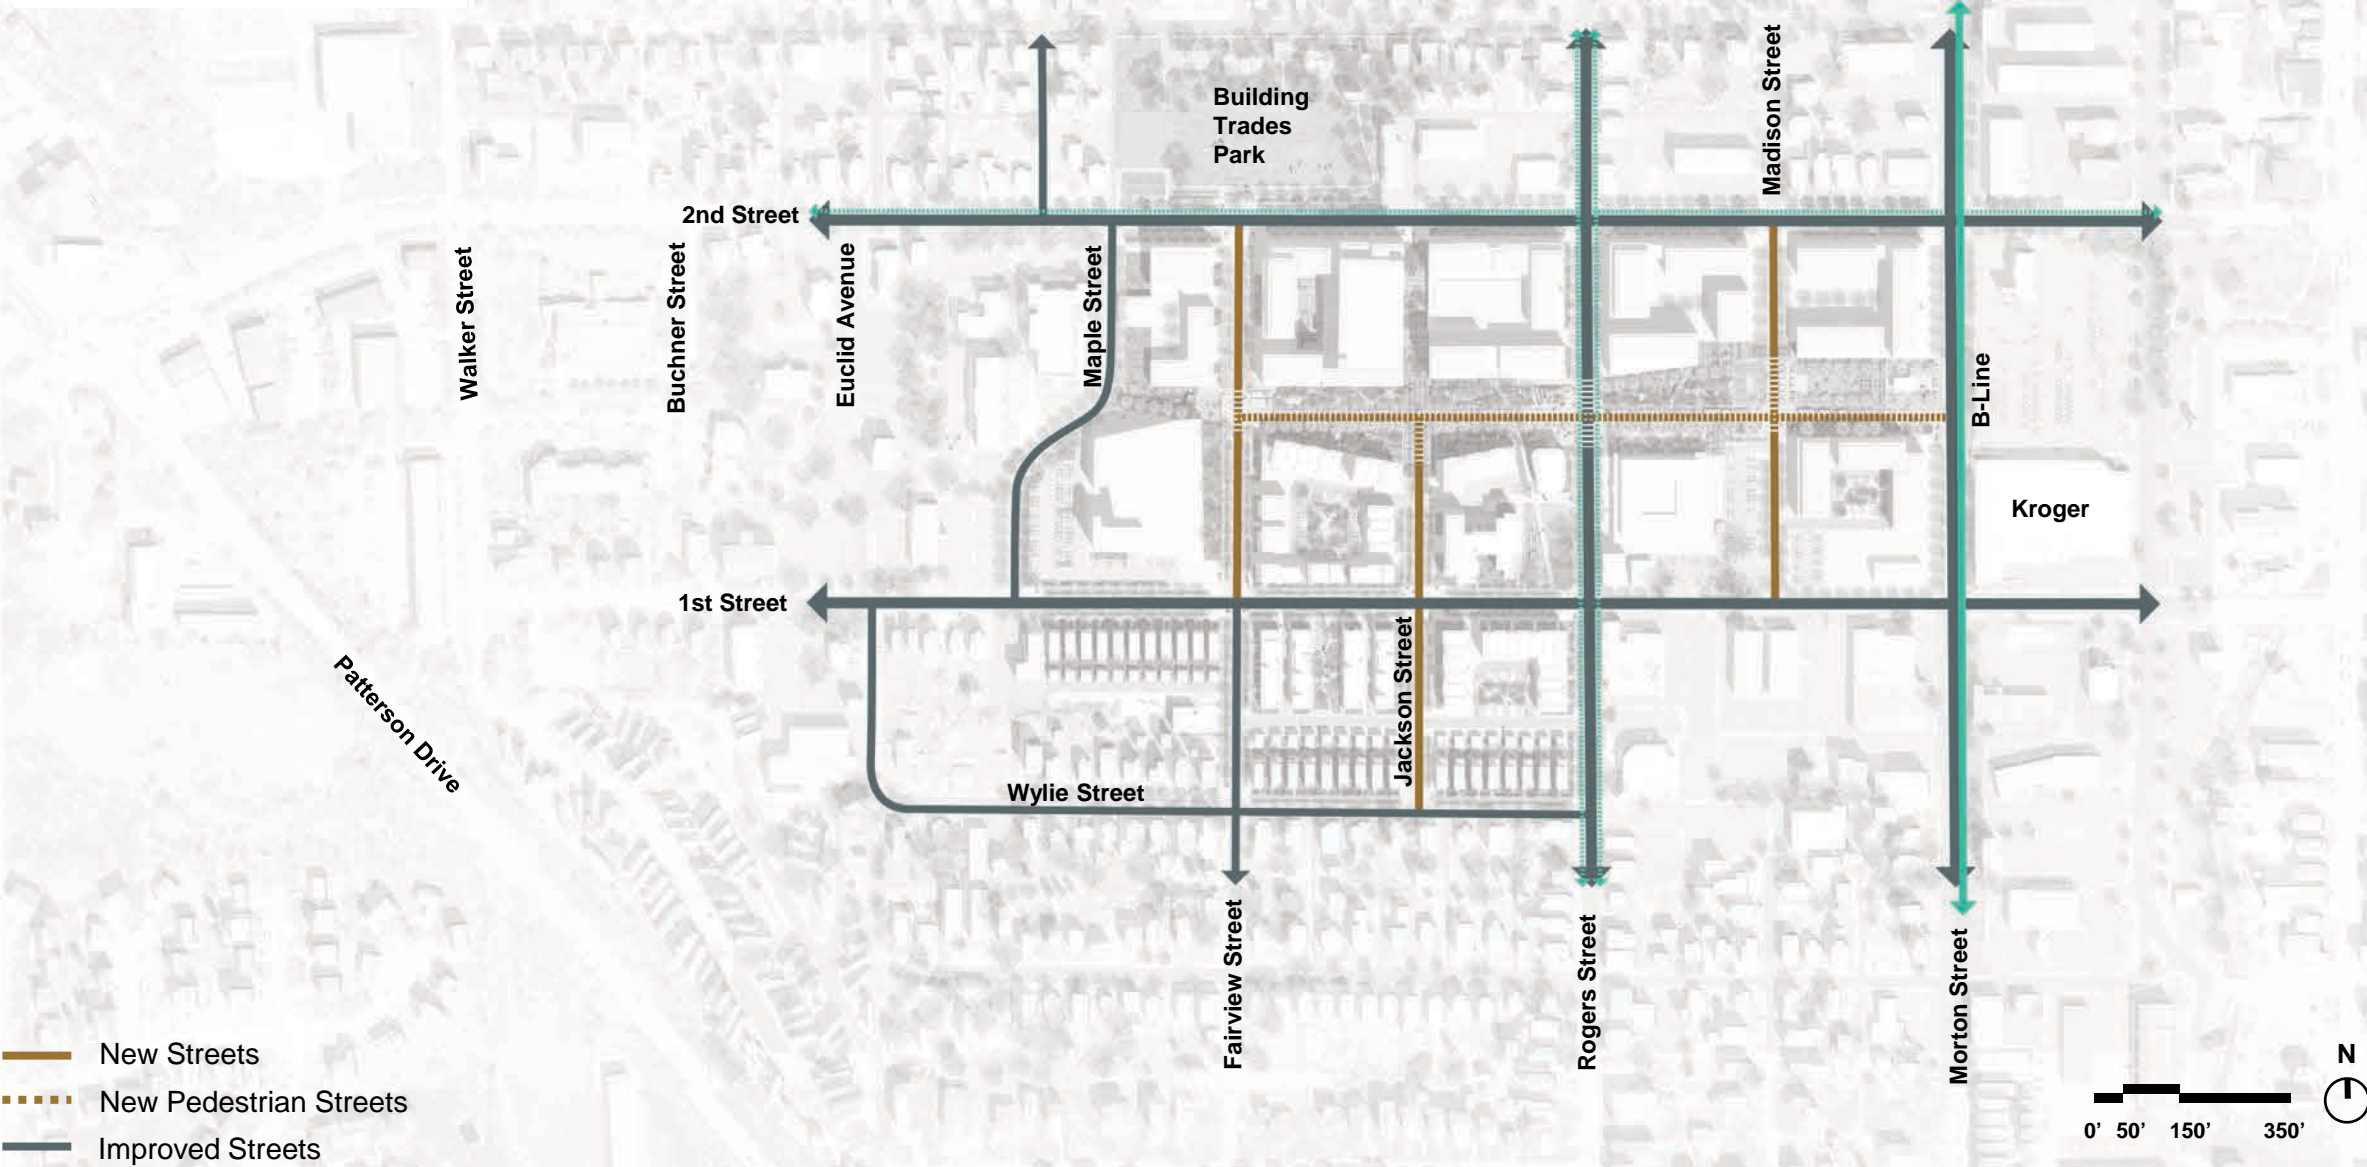 Building
Trades
Park
Madison Street
2nd Street
Walker Street
Buchner Street
Euclid Avenue
Maple Street
B-Line
Kroger
1st Street
Jackson Street
Patterson Drive
Wylie Street
Fairview Street
Rogers Street
Morton Street
New Streets
New Pedestrian Streets
Improved Streets
N
0’ 50’ 150’ 350’